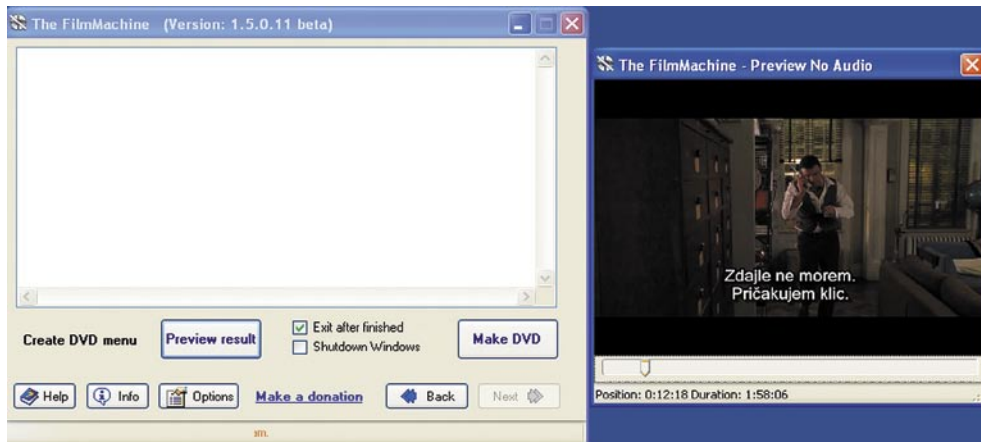 The FilmMachine (Version: 1.5.0.11 beta)
Create DVD menu
Preview result
Exit after finished
Shutdown Windows
Make DVD
Help
Info
Options
Make a donation
Back
Next
The FilmMachine - Preview No Audio
Zdajle ne morem.
Pričakujem klic.
Position: 0:12:18 Duration: 1:58:06